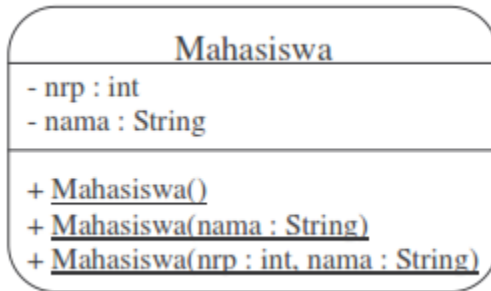 Mahasiswa
- nrp : int
- nama : String
+ Mahasiswa()
+ Mahasiswa(nama : String)
+ Mahasiswa(nrp : int, nama : String)